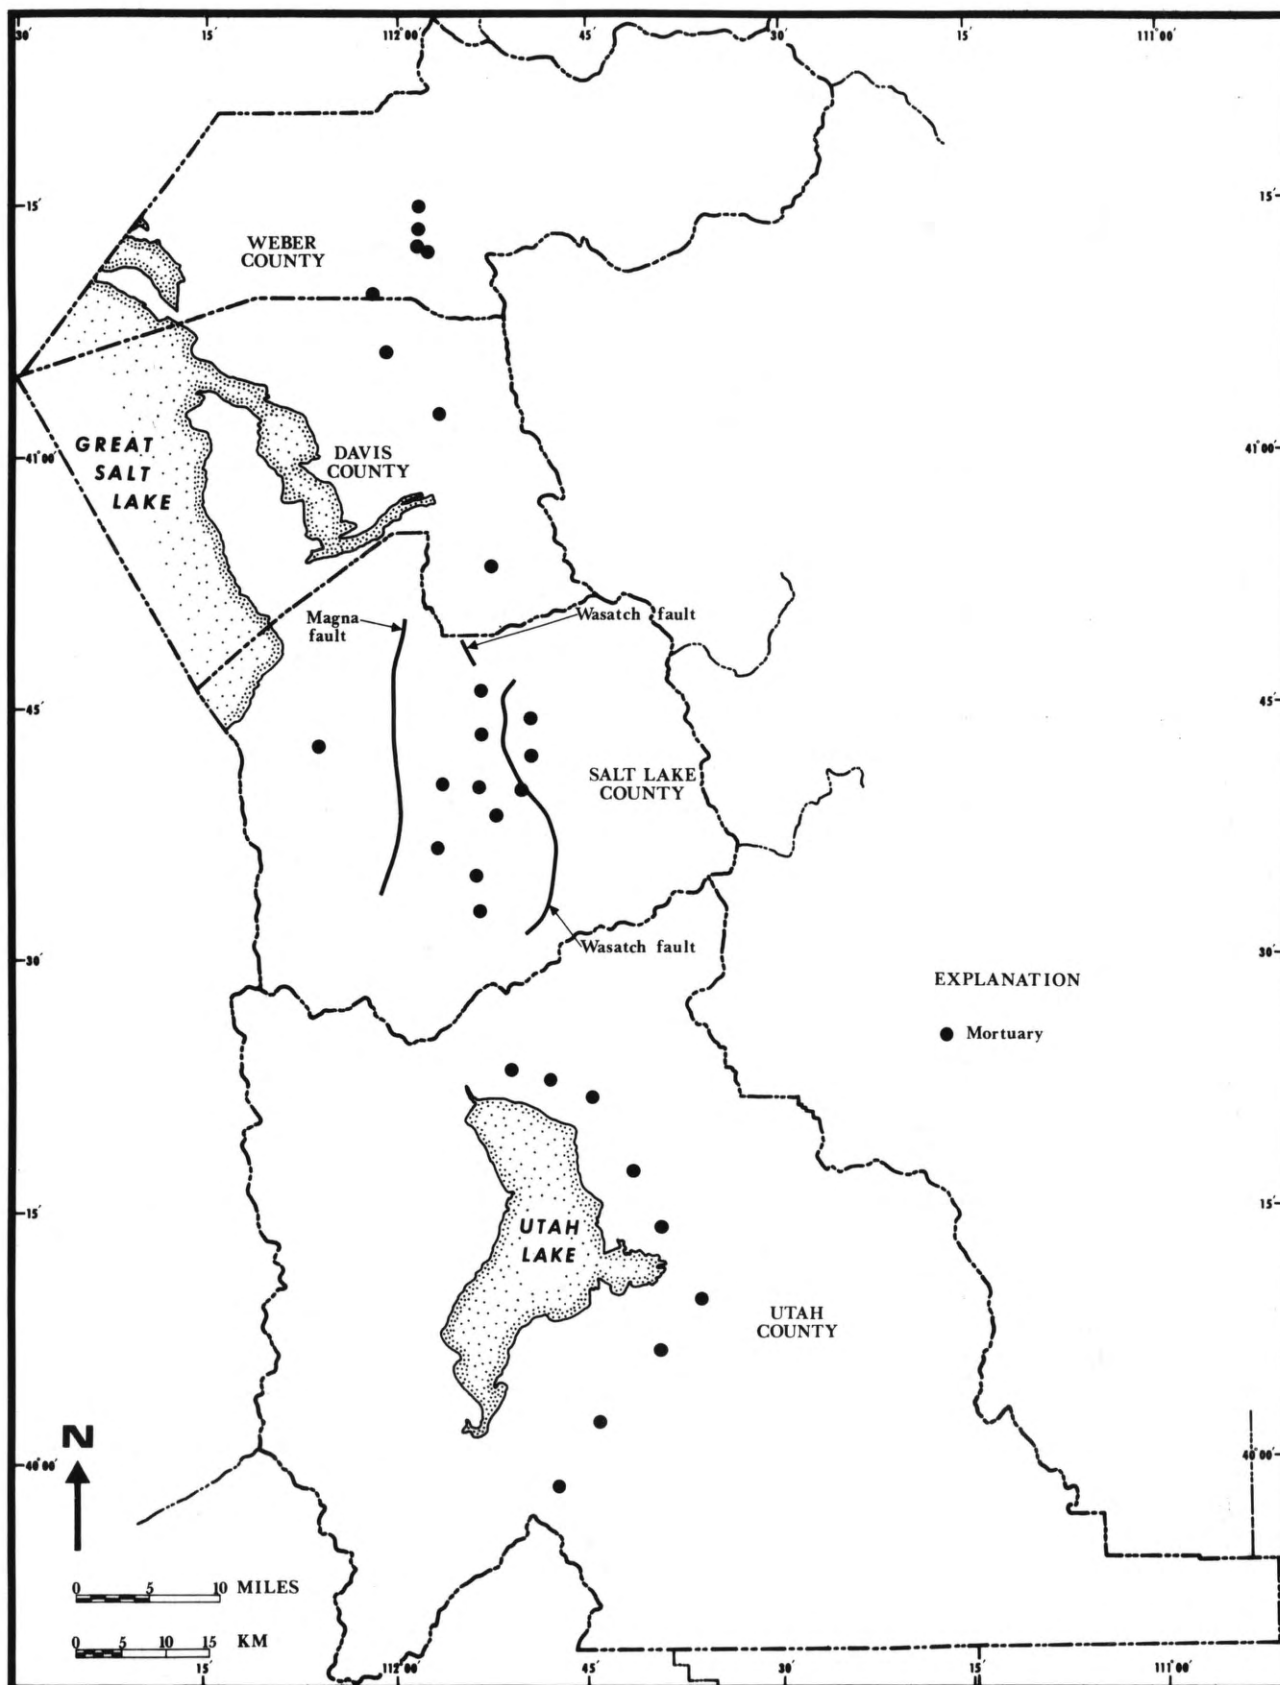 30′ 15′ 112°00′ 45′ 30′ 15′ 111°00′
15′ 15′
WEBER
COUNTY
GREAT
SALT
LAKE
DAVIS
COUNTY
41°00′ 41°00′
Magna
fault
Wasatch fault
45′ 45′
SALT LAKE
COUNTY
Wasatch fault
30′ 30′
EXPLANATION
Mortuary
15′ 15′
UTAH
LAKE
UTAH
COUNTY
N
40°00′ 40°00′
0 5 10 MILES
0 5 10 15 KM
15′ 112°00′ 45′ 30′ 15′ 111°00′